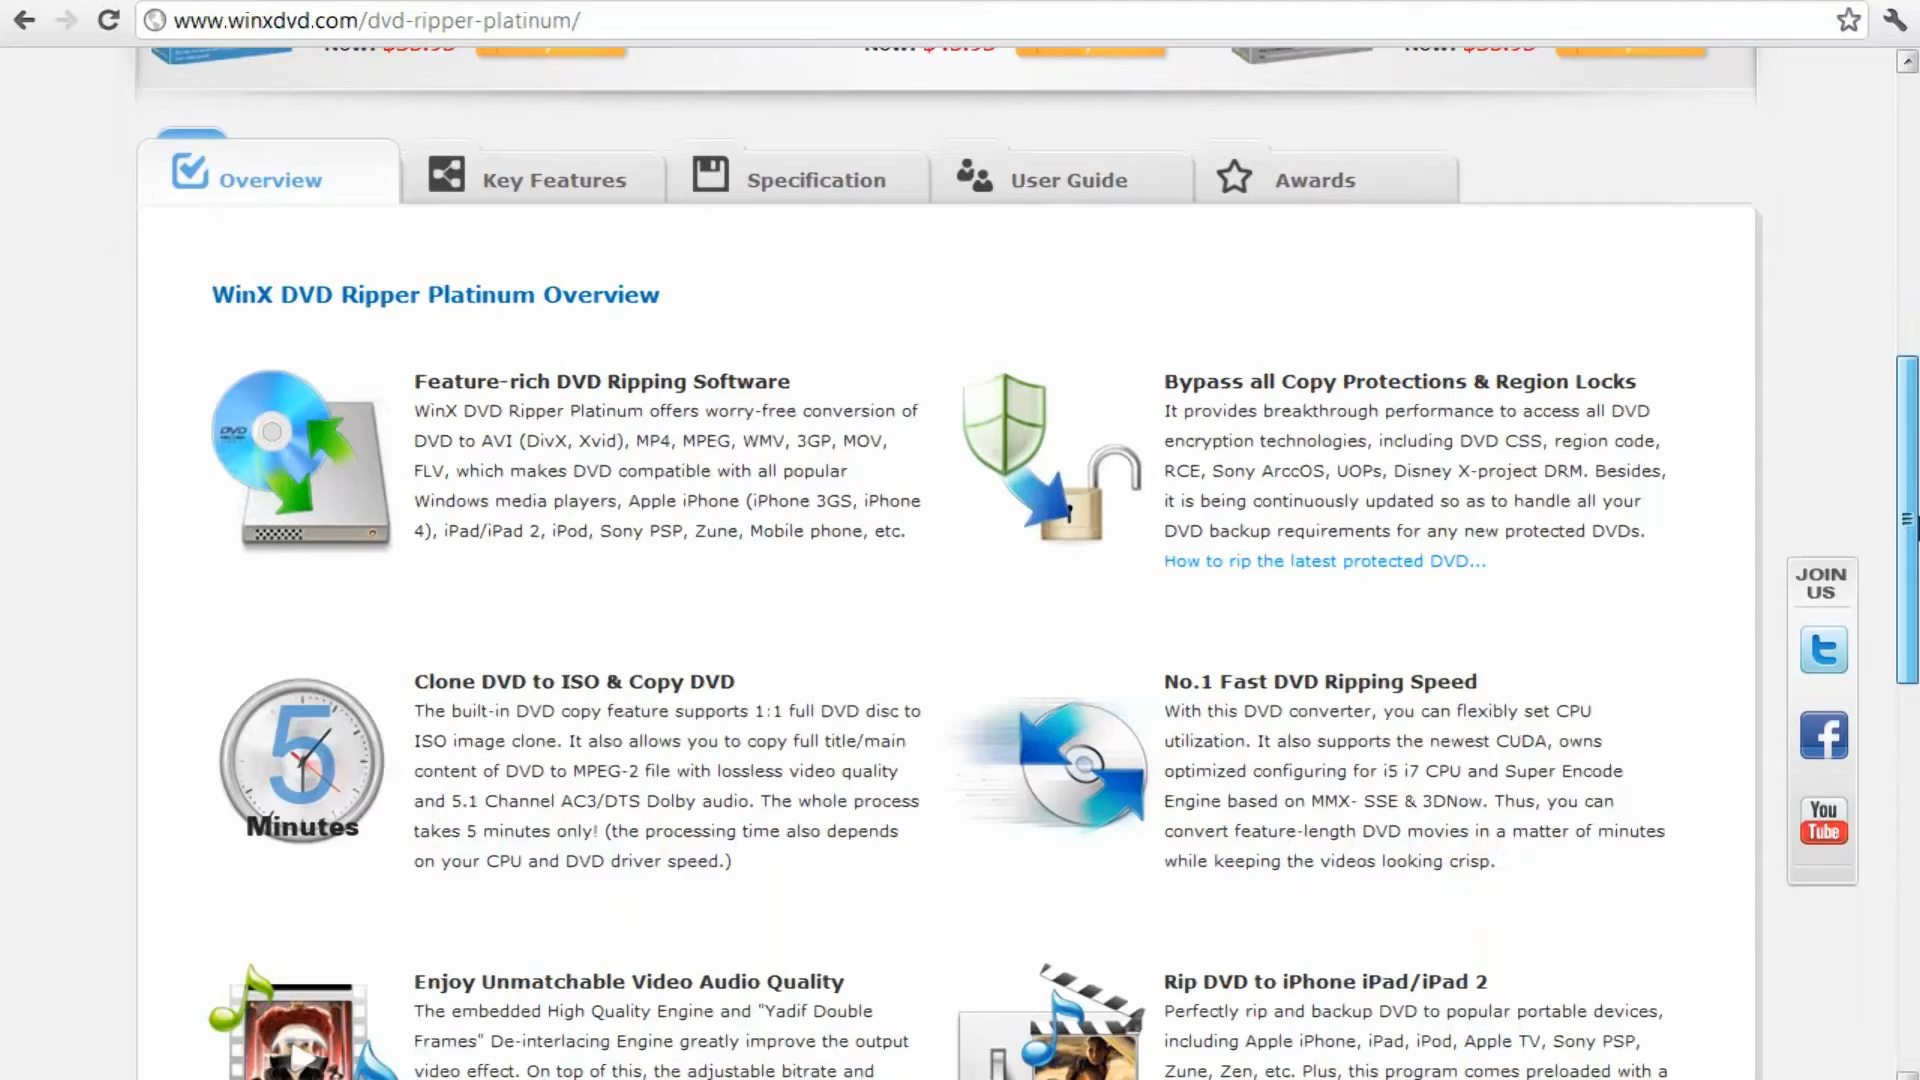 www.winxdvd.com/dvd-ripper-platinum/
Overview
Key Features
Specification
User Guide
Awards
WinX DVD Ripper Platinum Overview
Feature-rich DVD Ripping Software
WinX DVD Ripper Platinum offers worry-free conversion of
DVD to AVI (DivX, Xvid), MP4, MPEG, WMV, 3GP, MOV,
FLV, which makes DVD compatible with all popular
Windows media players, Apple iPhone (iPhone 3GS, iPhone
4), iPad/iPad 2, iPod, Sony PSP, Zune, Mobile phone, etc.
DVD
Bypass all Copy Protections & Region Locks
It provides breakthrough performance to access all DVD
encryption technologies, including DVD CSS, region code,
RCE, Sony ArccOS, UOPs, Disney X-project DRM. Besides,
it is being continuously updated so as to handle all your
DVD backup requirements for any new protected DVDs.
How to rip the latest protected DVD...
Clone DVD to ISO & Copy DVD
The built-in DVD copy feature supports 1:1 full DVD disc to
ISO image clone. It also allows you to copy full title/main
content of DVD to MPEG-2 file with lossless video quality
and 5.1 Channel AC3/DTS Dolby audio. The whole process
takes 5 minutes only! (the processing time also depends
on your CPU and DVD driver speed.)
5
Minutes
No.1 Fast DVD Ripping Speed
With this DVD converter, you can flexibly set CPU
utilization. It also supports the newest CUDA, owns
optimized configuring for i5 i7 CPU and Super Encode
Engine based on MMX- SSE & 3DNow. Thus, you can
convert feature-length DVD movies in a matter of minutes
while keeping the videos looking crisp.
Enjoy Unmatchable Video Audio Quality
The embedded High Quality Engine and "Yadif Double
Frames" De-interlacing Engine greatly improve the output
video effect. On top of this, the adjustable bitrate and
Rip DVD to iPhone iPad/iPad 2
Perfectly rip and backup DVD to popular portable devices,
including Apple iPhone, iPad, iPod, Apple TV, Sony PSP,
Zune, Zen, etc. Plus, this program comes preloaded with a
JOIN
US
You
Tube